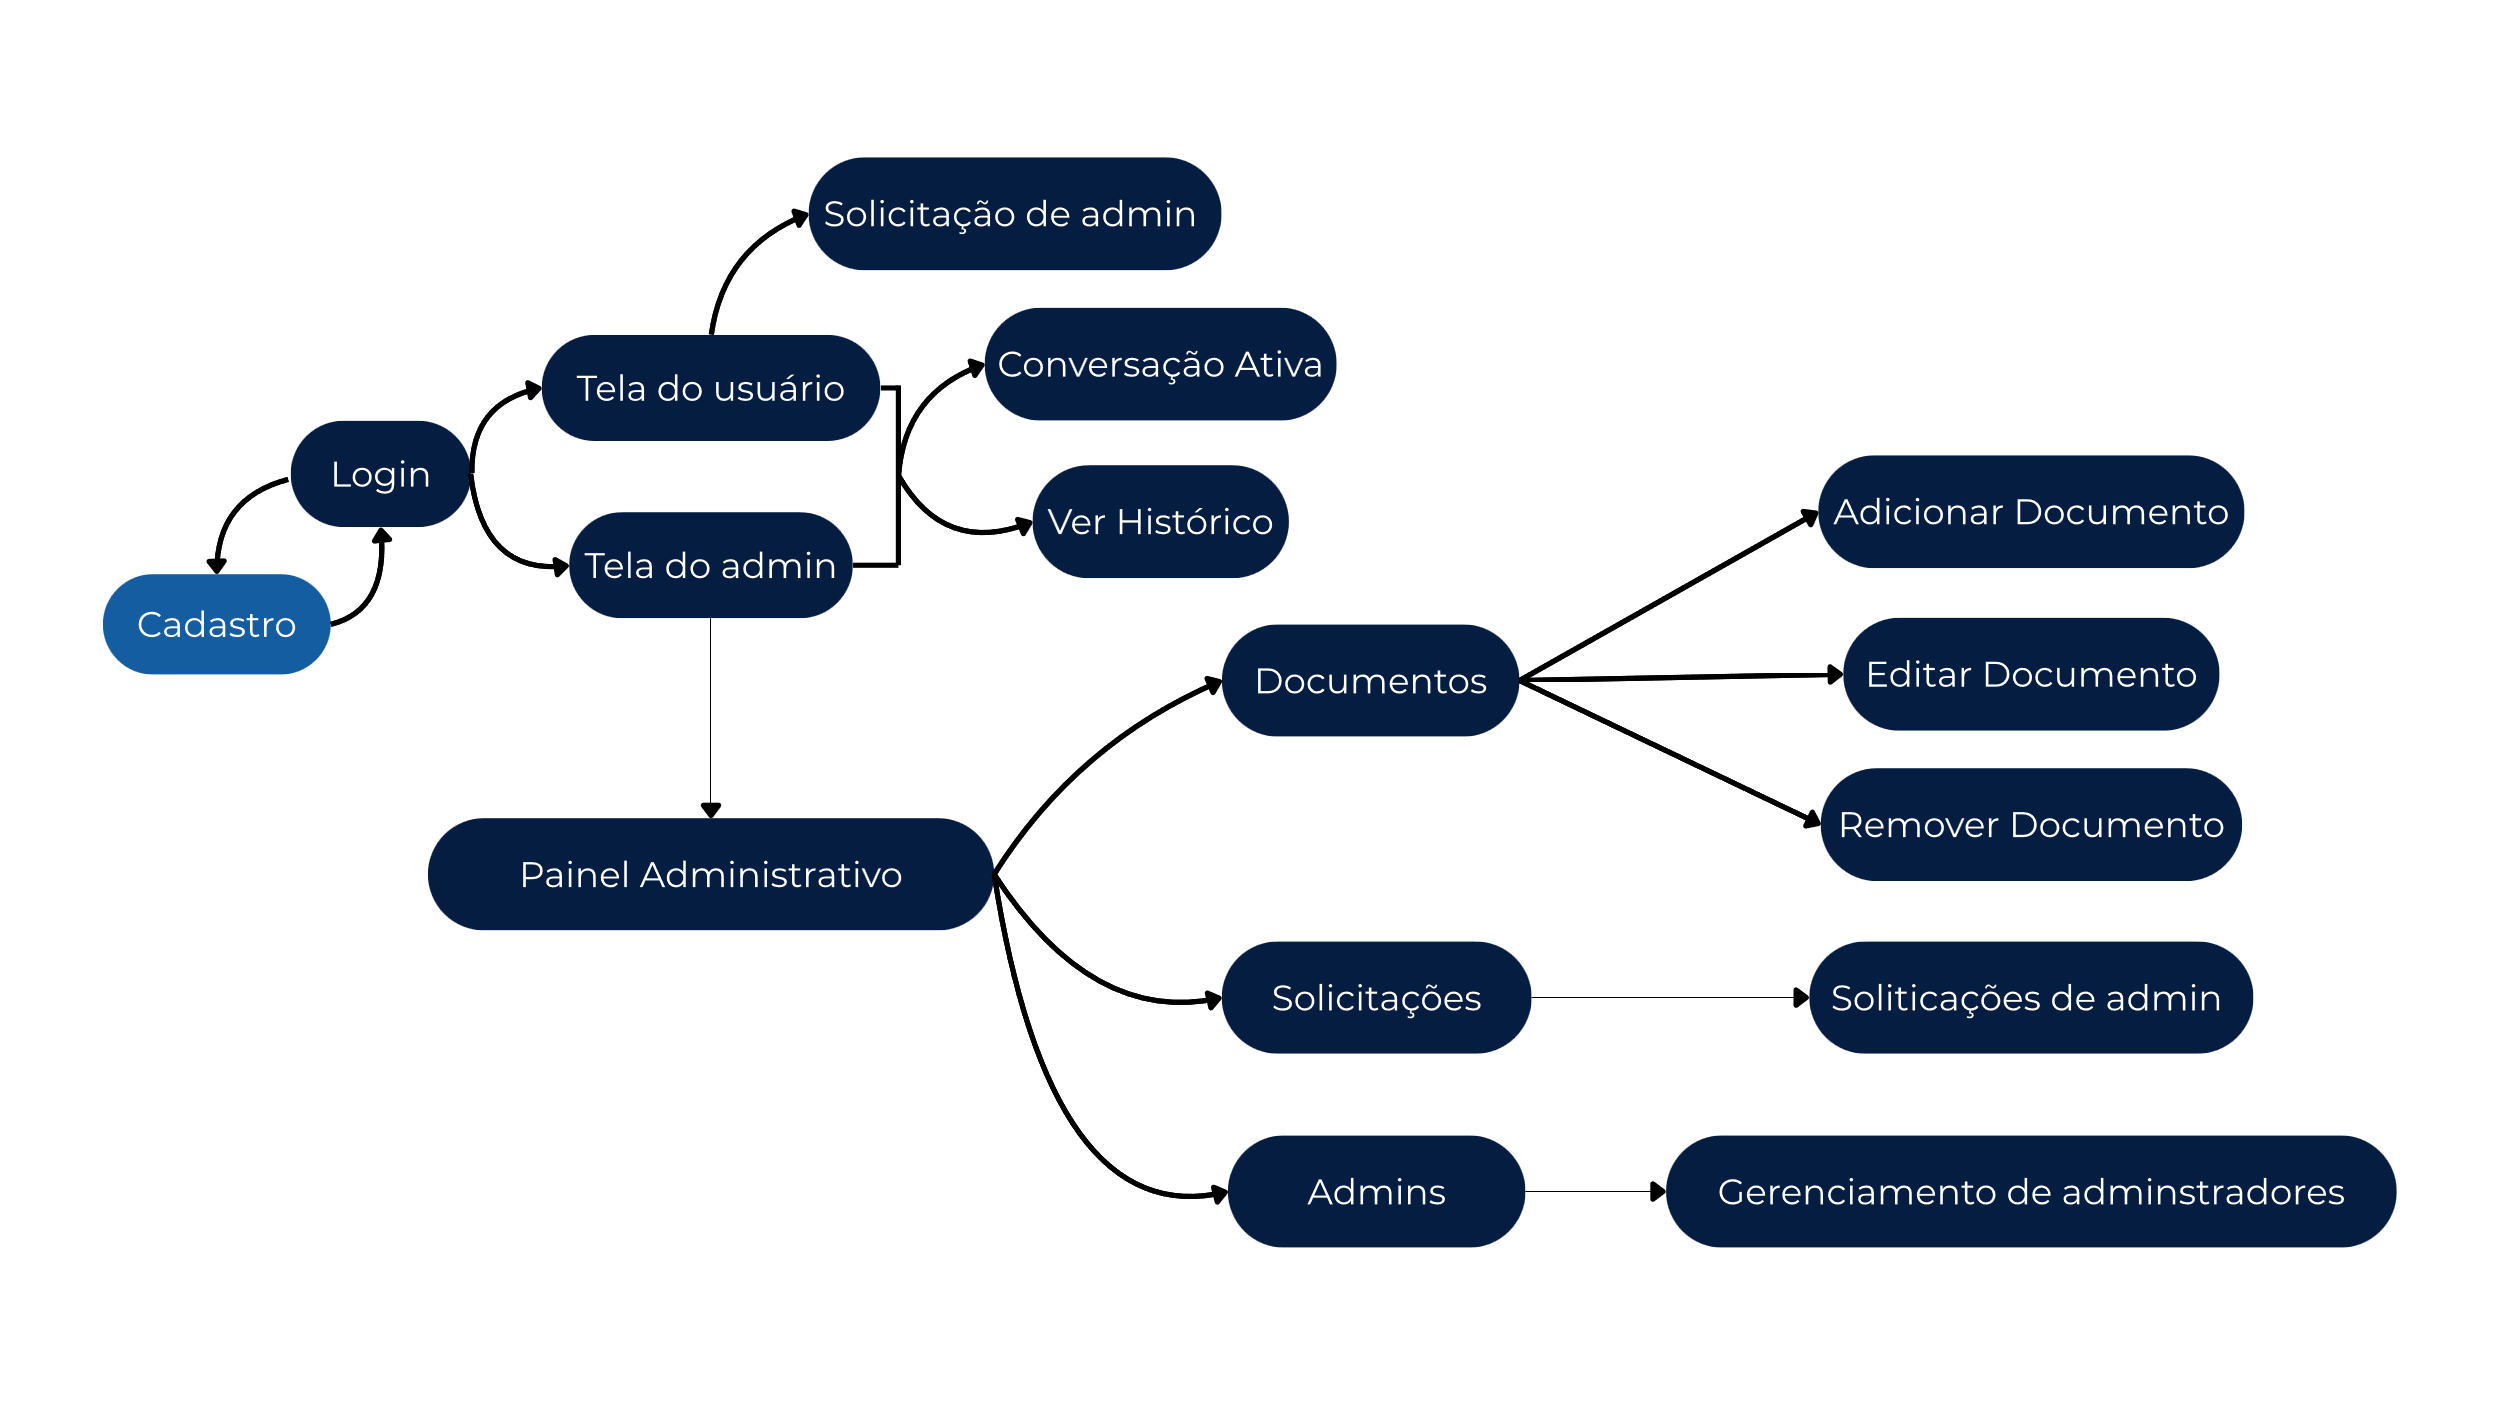 Solicitação de admin
Conversação Ativa
Tela do usuário
Login
Ver Histórico
Adicionar Documento
Tela do admin
Cadastro
Documentos
Editar Documento
Remover Documento
Painel Administrativo
Solicitações
Soliticações de admin
Admins
Gerenciamento de adminstradores